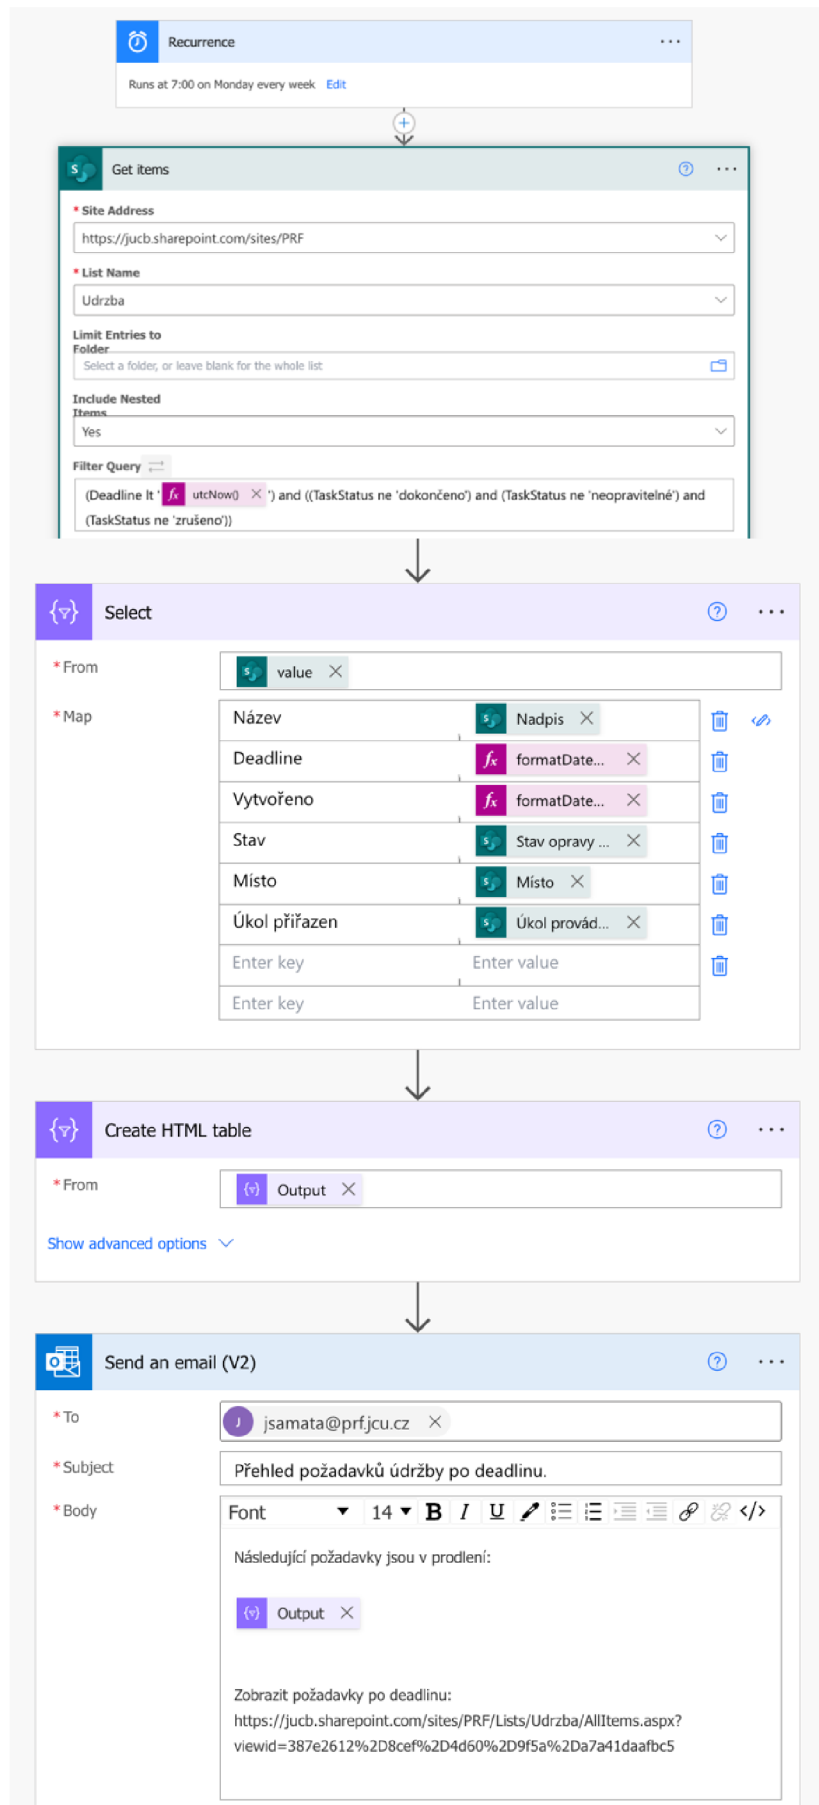 Recurrence
Runs at 7:00 on Monday every week Edit
Get items
* Site Address
https://jucb.sharepoint.com/sites/PRF
* List Name
Udrzba
Limit Entries to
Folder
Select a folder, or leave blank for the whole list
Include Nested
Items
Yes
Filter Query
(Deadline lt ' fx utcNow() ') and ((TaskStatus ne 'dokončeno') and (TaskStatus ne 'neopravitelné') and
(TaskStatus ne 'zrušeno'))
Select
* From value
* Map
Název Nadpis
Deadline fx formatDate...
Vytvořeno fx formatDate...
Stav Stav opravy ...
Místo Místo
Úkol přiřazen Úkol provád...
Enter key Enter value
Enter key Enter value
Create HTML table
* From Output
Show advanced options
Send an email (V2)
* To J jsamata@prf.jcu.cz
* Subject Přehled požadavků údržby po deadlinu.
* Body Font 14 B I U </>
Následující požadavky jsou v prodlení:
Output
Zobrazit požadavky po deadlinu:
https://jucb.sharepoint.com/sites/PRF/Lists/Udrzba/AllItems.aspx?
viewid=387e2612%2D8cef%2D4d60%2D9f5a%2Da7a41daafbc5